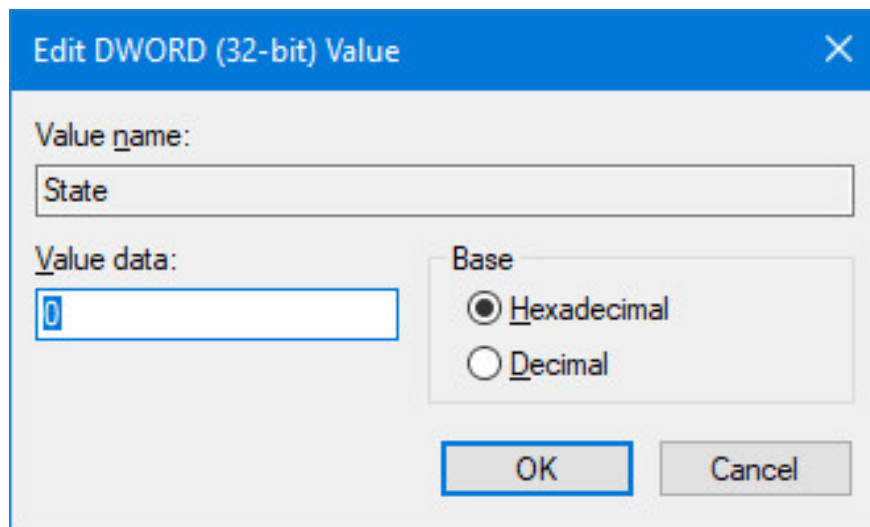 Edit DWORD (32-bit) Value
Value name:
State
Value data:
0
Base
Hexadecimal
Decimal
OK
Cancel